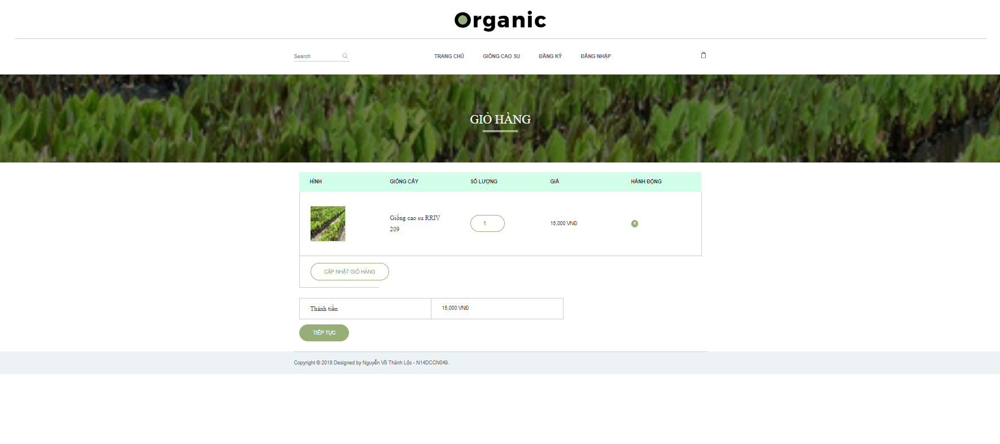 Organic
Search
TRANG CHỦ GIỐNG CAO SU ĐĂNG KÝ ĐĂNG NHẬP
GIỎ HÀNG
HÌNH GIỐNG CÂY SỐ LƯỢNG GIÁ HÀNH ĐỘNG
Giống cao su RRIV
209
1
15,000 VNĐ
x
CẬP NHẬT GIỎ HÀNG
Thành tiền 15,000 VNĐ
TIẾP TỤC
Copyright © 2018 Designed by Nguyễn Võ Thành Lộc - N14DCCN049.